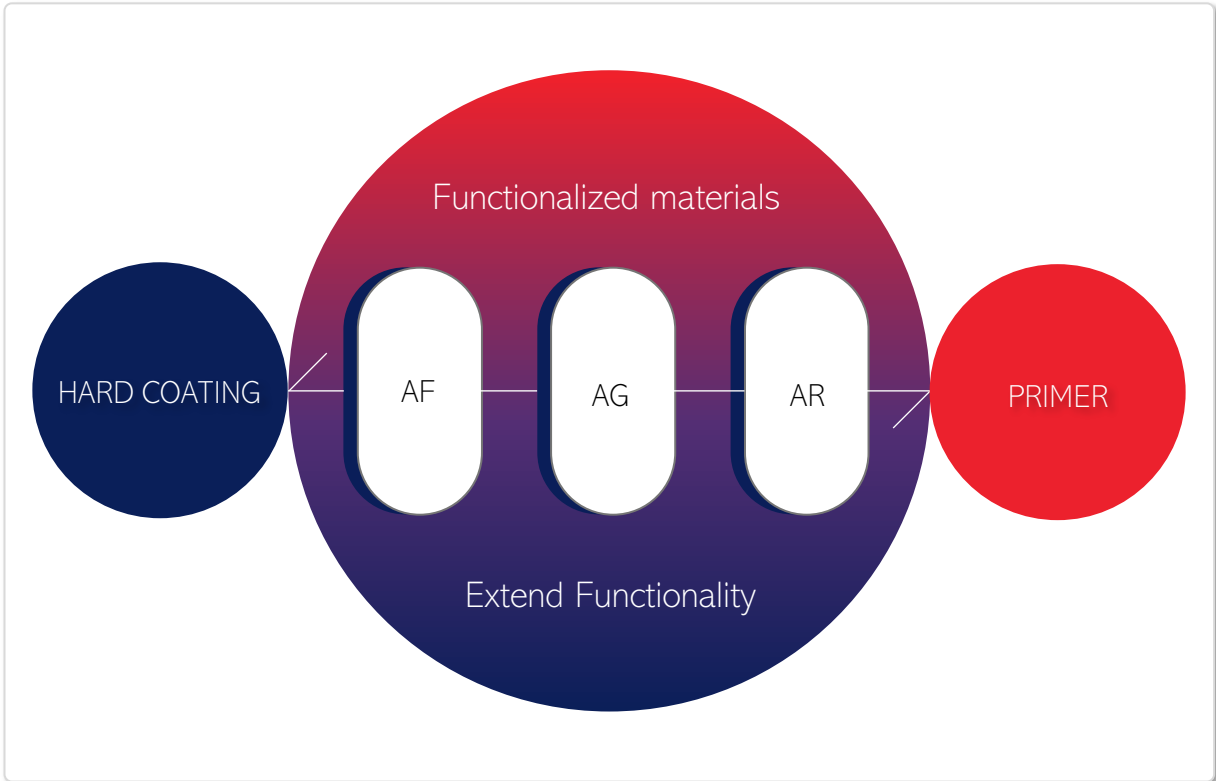 Functionalized materials
HARD COATING
AF
AG
AR
PRIMER
Extend Functionality